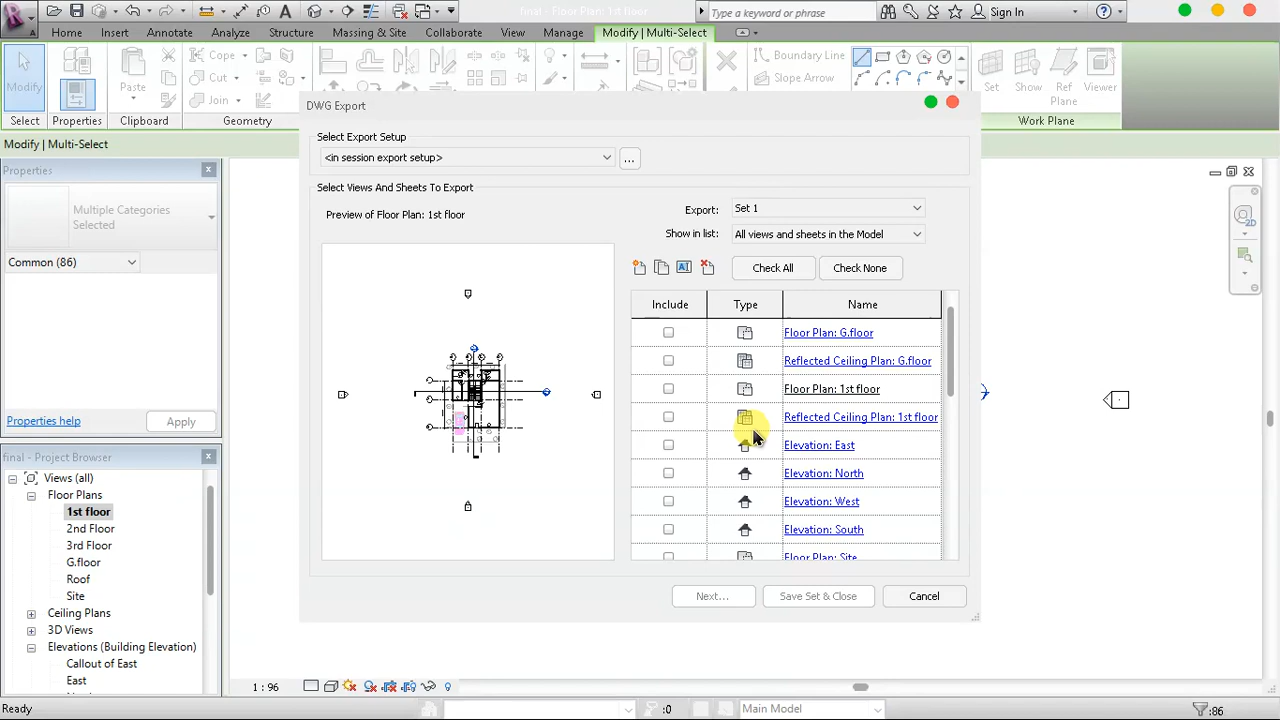 final - Floor Plan: 1st floor
Type a keyword or phrase
Sign In
Home Insert Annotate Analyze Structure Massing & Site Collaborate View Manage Modify | Multi-Select
Modify
Paste
Cope
Cut
Join
Boundary Line
Slope Arrow
Set
Show
Ref Plane
Viewer
Select Properties Clipboard Geometry Work Plane
Modify | Multi-Select
Properties
Multiple Categories
Selected
Common (86)
Properties help
Apply
final - Project Browser
Views (all)
Floor Plans
1st floor
2nd Floor
3rd Floor
G.floor
Roof
Site
Ceiling Plans
3D Views
Elevations (Building Elevation)
Callout of East
East
DWG Export
Select Export Setup
<in session export setup>
...
Select Views And Sheets To Export
Preview of Floor Plan: 1st floor
Export: Set 1
Show in list: All views and sheets in the Model
Check All
Check None
Include Type Name
Floor Plan: G.floor
Reflected Ceiling Plan: G.floor
Floor Plan: 1st floor
Reflected Ceiling Plan: 1st floor
Elevation: East
Elevation: North
Elevation: West
Elevation: South
Floor Plan: Site
Next...
Save Set & Close
Cancel
1 : 96
Ready
:0
Main Model
:86